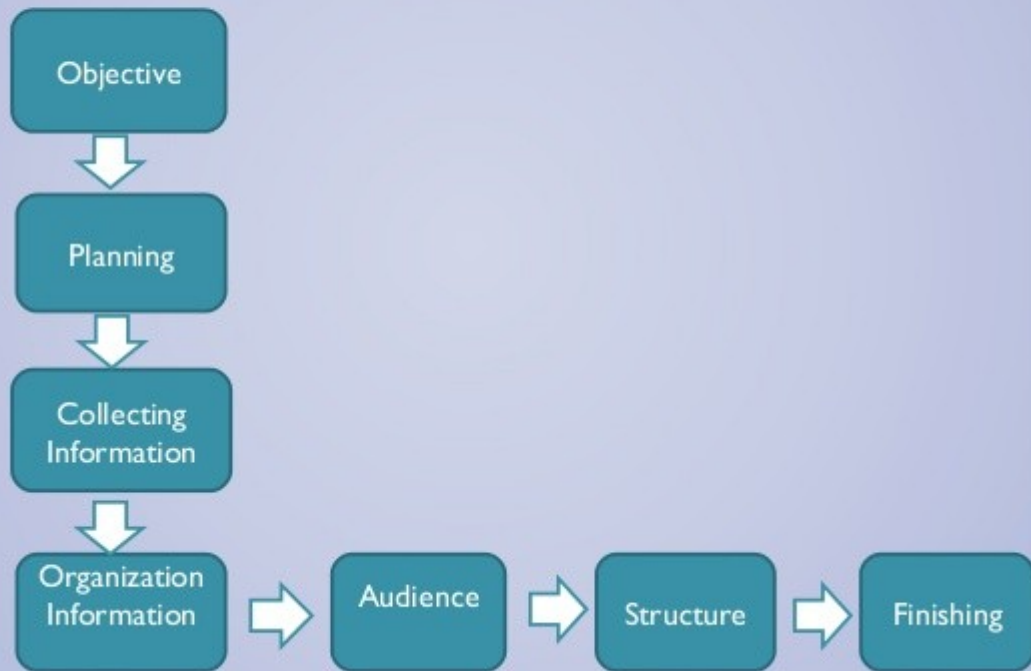 Objective
Planning
Collecting
Information
Organization
Information
Audience
Structure
Finishing